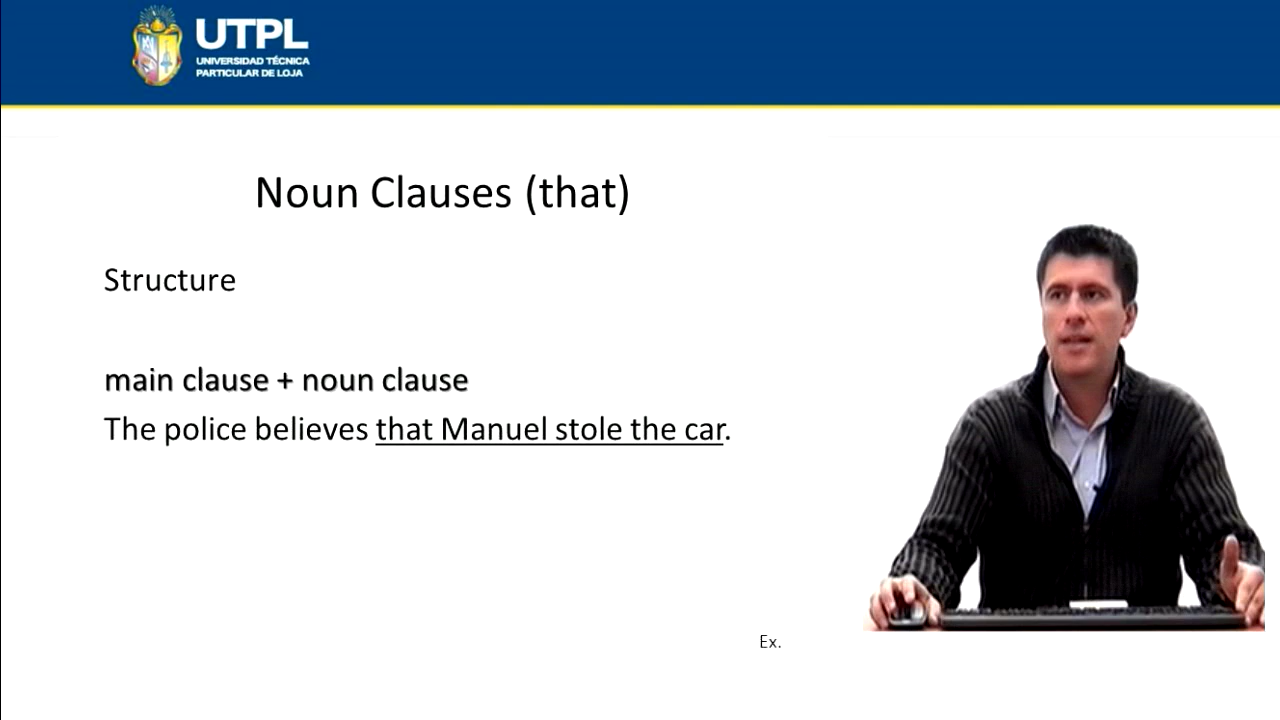 UTPL
UNIVERSIDAD TÉCNICA
PARTICULAR DE LOJA
Noun Clauses (that)
Structure
main clause + noun clause
The police believes that Manuel stole the car.
Ex.